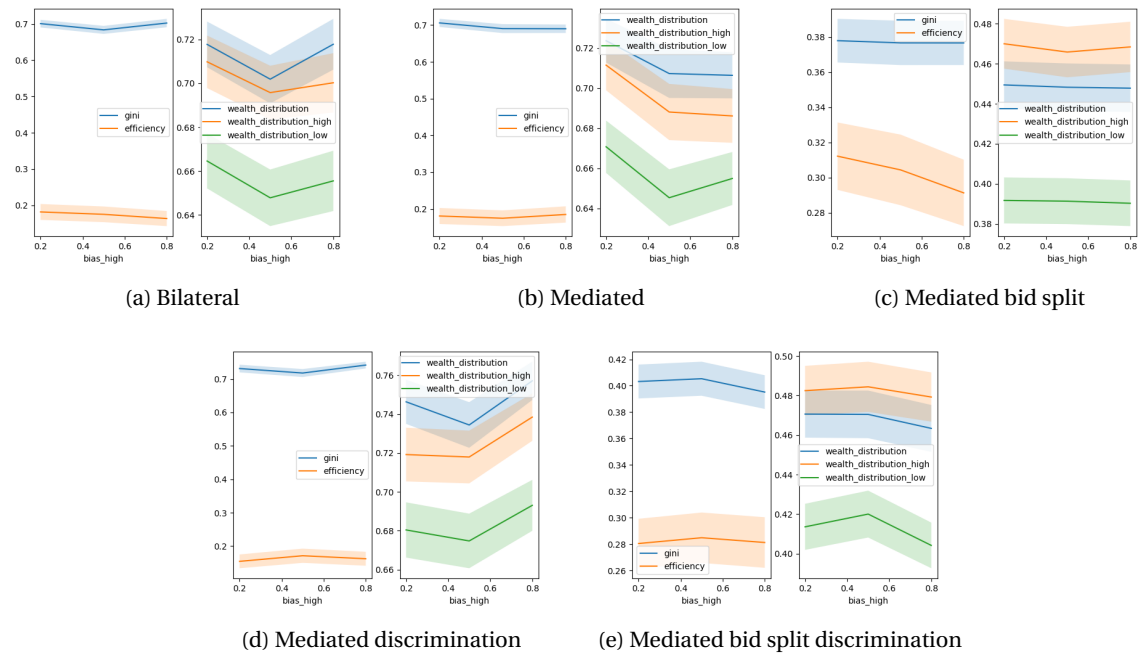 0.7
0.6
0.5
0.4
0.3
0.2
gini
efficiency
0.2 0.4 0.6 0.8
0.72
0.70
0.68
0.66
0.64
wealth_distribution
wealth_distribution_high
wealth_distribution_low
0.2 0.4 0.6 0.8
bias_high
(a) Bilateral
0.7
0.6
0.5
0.4
0.3
0.2
gini
efficiency
0.2 0.4 0.6 0.8
bias_high
0.72
0.70
0.68
0.66
0.64
wealth_distribution
wealth_distribution_high
wealth_distribution_low
0.2 0.4 0.6 0.8
bias_high
(b) Mediated
0.38
0.36
0.34
0.32
0.30
0.28
gini
efficiency
0.2 0.4 0.6 0.8
bias_high
0.48
0.46
0.44
0.42
0.40
0.38
wealth_distribution
wealth_distribution_high
wealth_distribution_low
0.2 0.4 0.6 0.8
bias_high
(c) Mediated bid split
0.7
0.6
0.5
0.4
0.3
0.2
gini
efficiency
0.2 0.4 0.6 0.8
bias_high
0.76
0.74
0.72
0.70
0.68
0.66
wealth_distribution
wealth_distribution_high
wealth_distribution_low
0.2 0.4 0.6 0.8
bias_high
(d) Mediated discrimination
0.42
0.40
0.38
0.36
0.34
0.32
0.30
0.28
0.26
gini
efficiency
0.2 0.4 0.6 0.8
bias_high
0.50
0.48
0.46
0.44
0.42
0.40
wealth_distribution
wealth_distribution_high
wealth_distribution_low
0.2 0.4 0.6 0.8
bias_high
(e) Mediated bid split discrimination